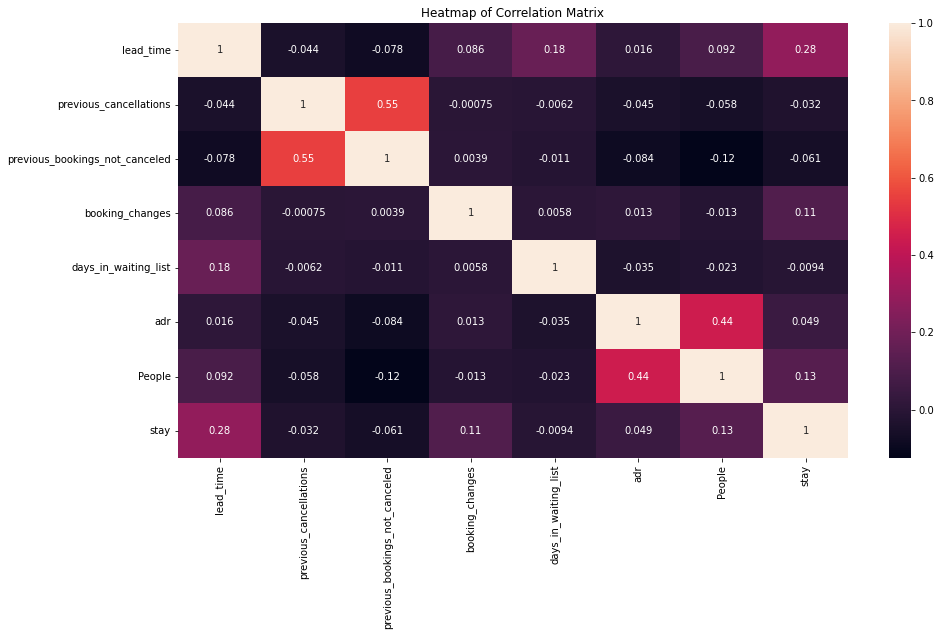 Heatmap of Correlation Matrix
lead_time 1 -0.044 -0.078 0.086 0.18 0.016 0.092 0.28
previous_cancellations -0.044 1 0.55 -0.00075 -0.0062 -0.045 -0.058 -0.032
previous_bookings_not_canceled -0.078 0.55 1 0.0039 -0.011 -0.084 -0.12 -0.061
booking_changes 0.086 -0.00075 0.0039 1 0.0058 0.013 -0.013 0.11
days_in_waiting_list 0.18 -0.0062 -0.011 0.0058 1 -0.035 -0.023 -0.0094
adr 0.016 -0.045 -0.084 0.013 -0.035 1 0.44 0.049
People 0.092 -0.058 -0.12 -0.013 -0.023 0.44 1 0.13
stay 0.28 -0.032 -0.061 0.11 -0.0094 0.049 0.13 1
lead_time
previous_cancellations
previous_bookings_not_canceled
booking_changes
days_in_waiting_list
adr
People
stay
1.0
0.8
0.6
0.4
0.2
0.0